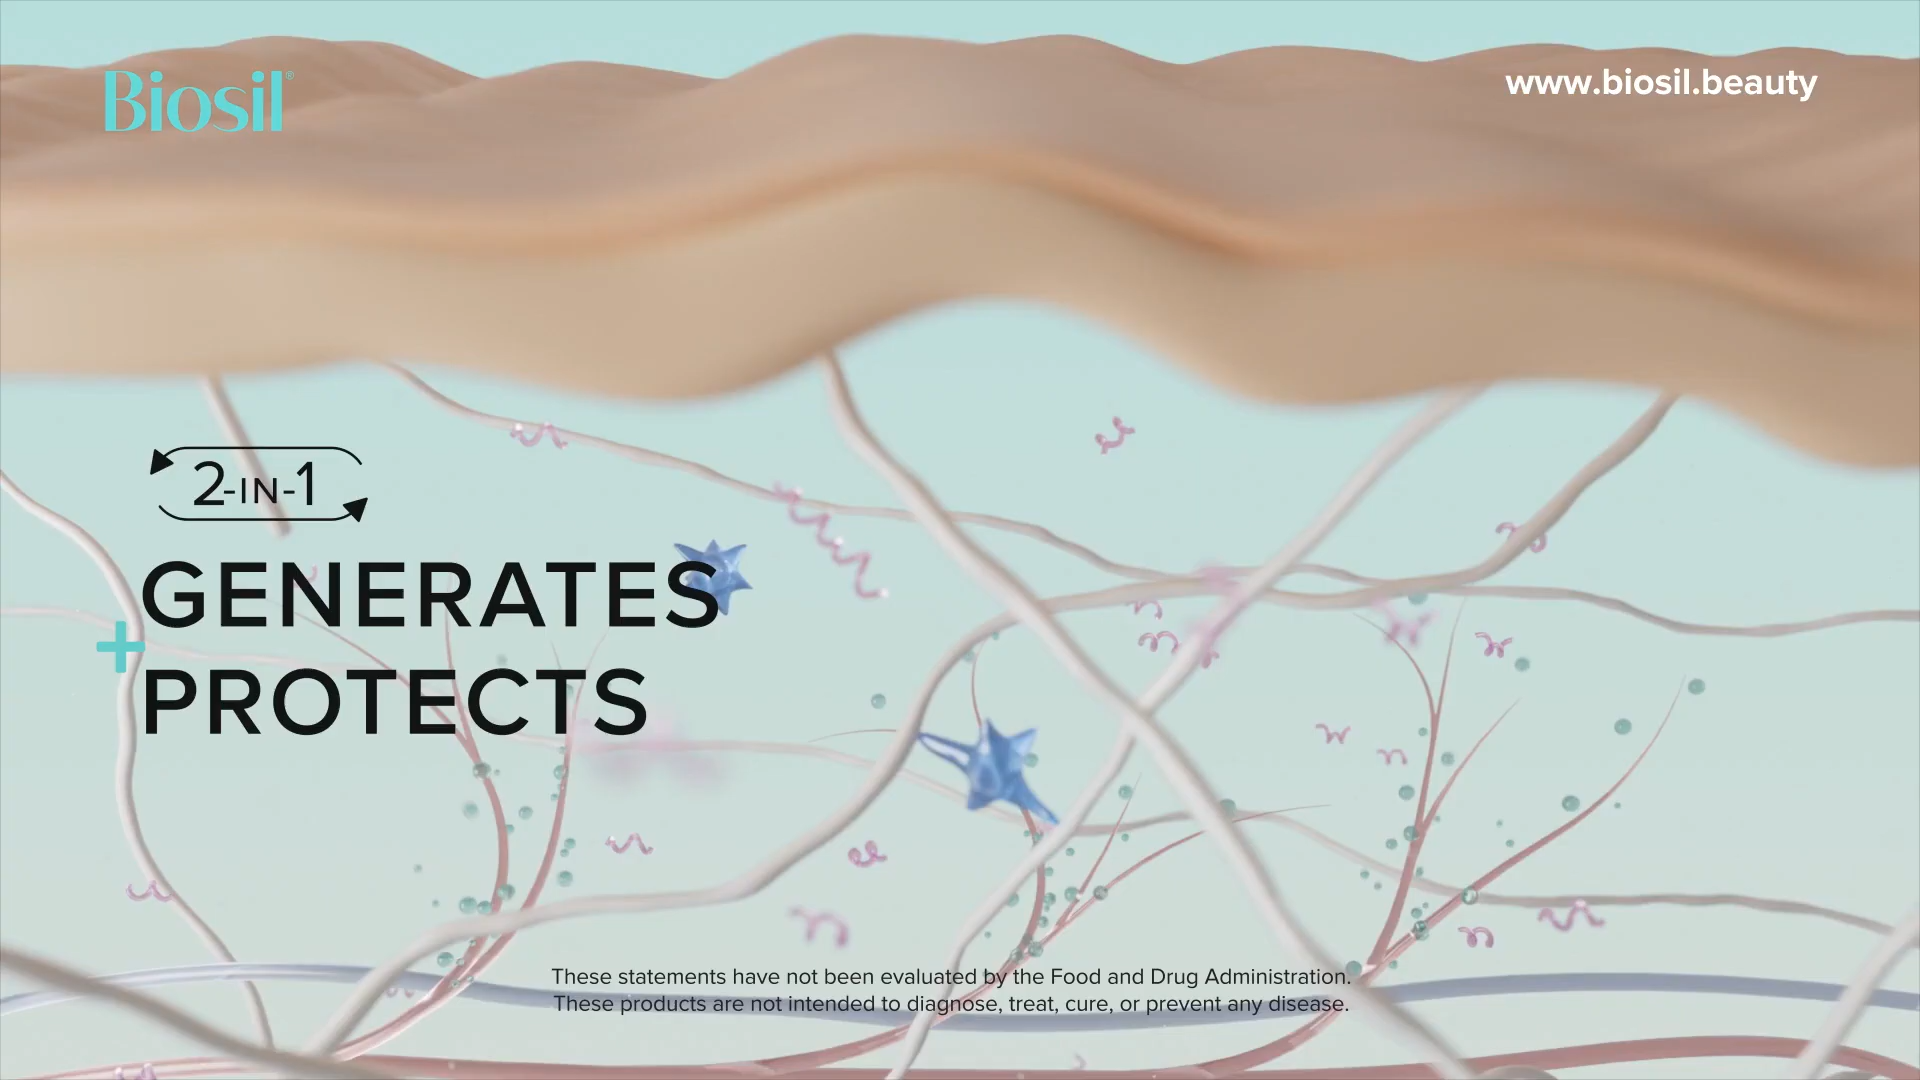 Biosil®
www.biosil.beauty
2-IN-1
GENERATES
+
PROTECTS
These statements have not been evaluated by the Food and Drug Administration.
These products are not intended to diagnose, treat, cure, or prevent any disease.